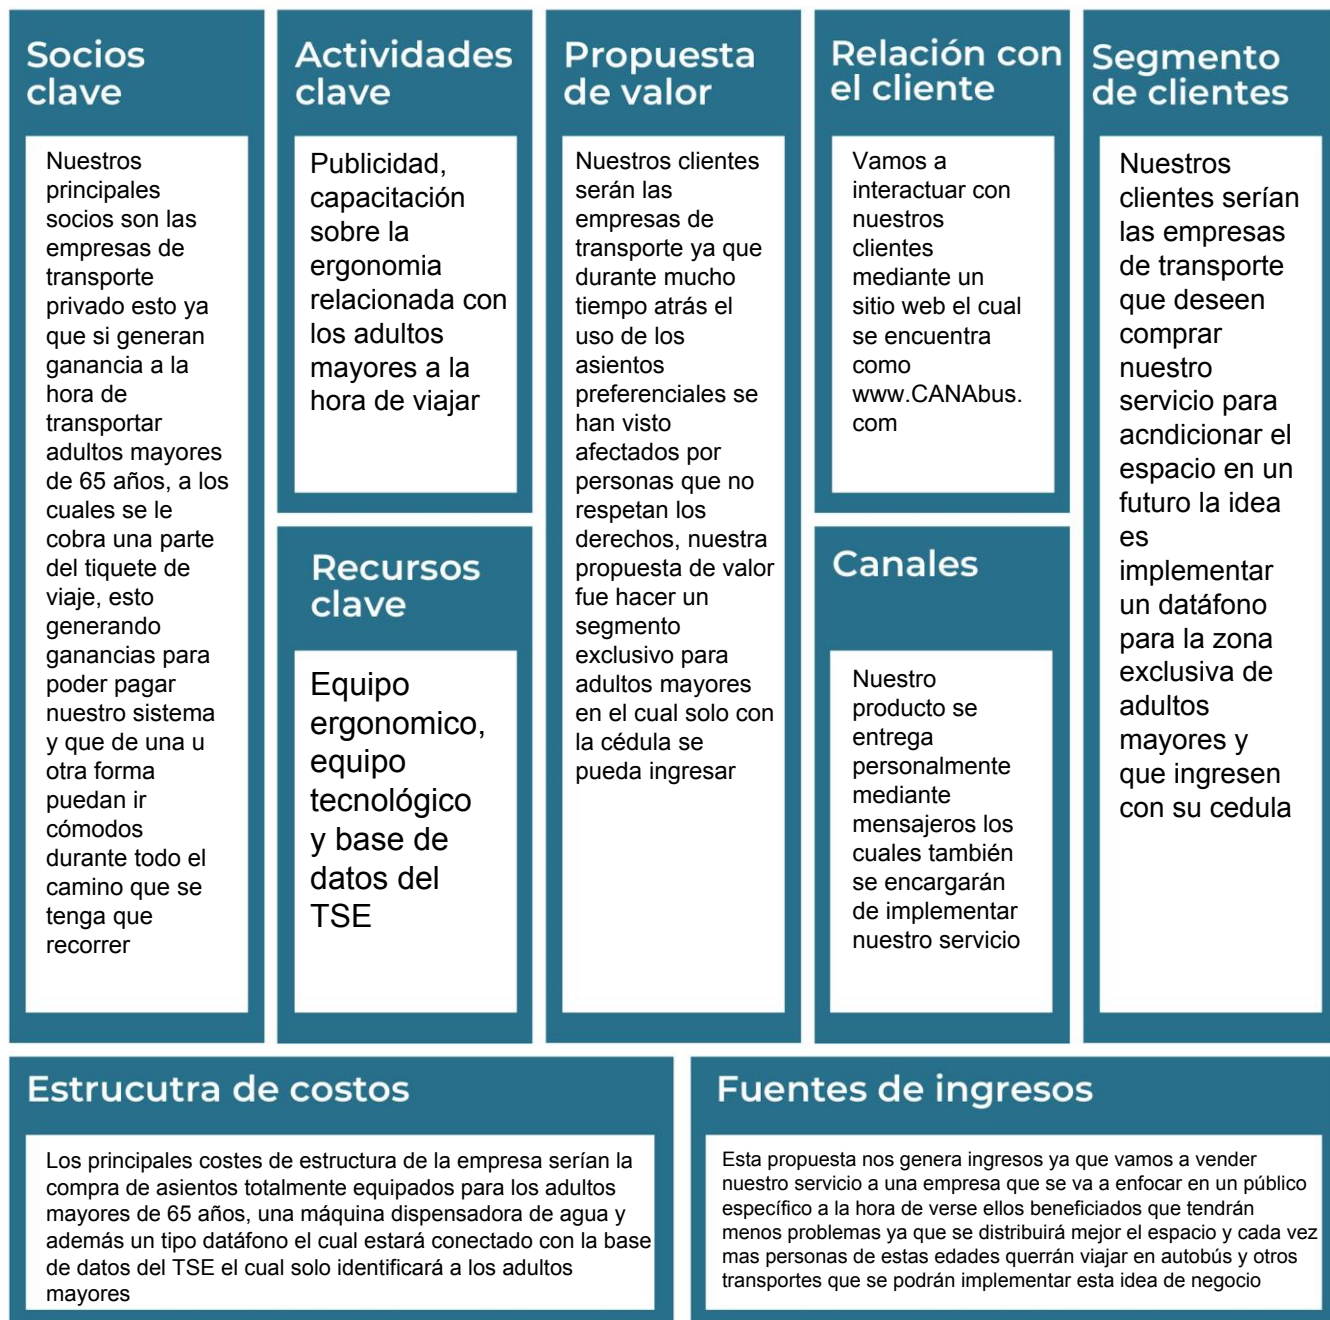 Socios
clave
Nuestros
principales
socios son las
empresas de
transporte
privado esto ya
que si generan
ganancia a la
hora de
transportar
adultos mayores
de 65 años, a los
cuales se le
cobra una parte
del tiquete de
viaje, esto
generando
ganancias para
poder pagar
nuestro sistema
y que de una u
otra forma
puedan ir
cómodos
durante todo el
camino que se
tenga que
recorrer
Actividades
clave
Publicidad,
capacitación
sobre la
ergonomia
relacionada con
los adultos
mayores a la
hora de viajar
Recursos
clave
Equipo
ergonomico,
equipo
tecnológico
y base de
datos del
TSE
Propuesta
de valor
Nuestros clientes
serán las
empresas de
transporte ya que
durante mucho
tiempo atrás el
uso de los
asientos
preferenciales se
han visto
afectados por
personas que no
respetan los
derechos, nuestra
propuesta de valor
fue hacer un
segmento
exclusivo para
adultos mayores
en el cual solo con
la cédula se
pueda ingresar
Relación con
el cliente
Vamos a
interactuar con
nuestros
clientes
mediante un
sitio web el cual
se encuentra
como
www.CANAbus.
com
Canales
Nuestro
producto se
entrega
personalmente
mediante
mensajeros los
cuales también
se encargarán
de implementar
nuestro servicio
Segmento
de clientes
Nuestros
clientes serían
las empresas
de transporte
que deseen
comprar
nuestro
servicio para
acndicionar el
espacio en un
futuro la idea
es
implementar
un datáfono
para la zona
exclusiva de
adultos
mayores y
que ingresen
con su cedula
Estrucutra de costos
Los principales costes de estructura de la empresa serían la
compra de asientos totalmente equipados para los adultos
mayores de 65 años, una máquina dispensadora de agua y
además un tipo datáfono el cual estará conectado con la base
de datos del TSE el cual solo identificará a los adultos
mayores
Fuentes de ingresos
Esta propuesta nos genera ingresos ya que vamos a vender
nuestro servicio a una empresa que se va a enfocar en un público
específico a la hora de verse ellos beneficiados que tendrán
menos problemas ya que se distribuirá mejor el espacio y cada vez
mas personas de estas edades querrán viajar en autobús y otros
transportes que se podrán implementar esta idea de negocio